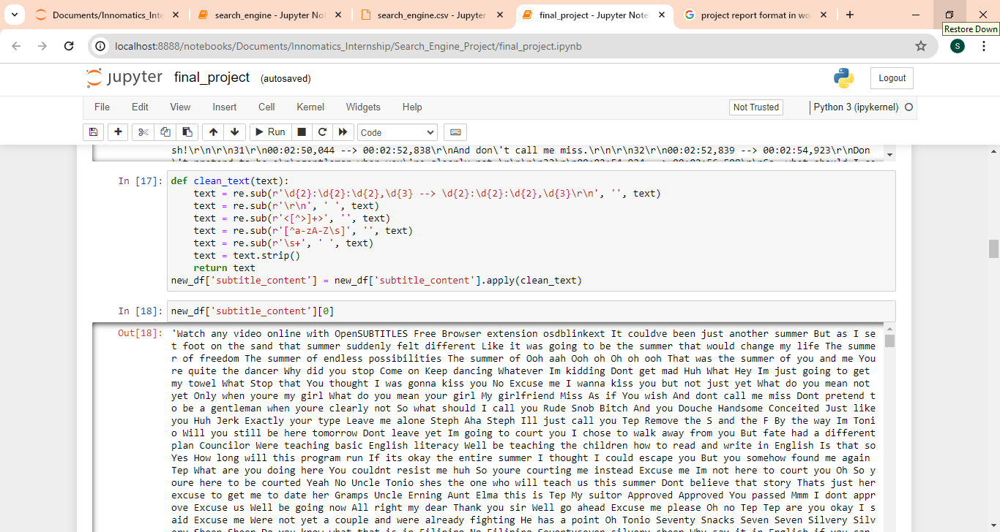 Documents/Innomatics_Inte
search_engine - Jupyter Not
search_engine.csv - Jupyter
final_project - Jupyter Note
project report format in wo
Restore Down
localhost:8888/notebooks/Documents/Innomatics_Internship/Search_Engine_Project/final_project.ipynb
S
jupyter final_project (autosaved)
Logout
File Edit View Insert Cell Kernel Widgets Help
Not Trusted
Python 3 (ipykernel)
Run
Code
sh!\r\n\r\n31\r\n00:02:50,044 --> 00:02:52,838\r\nAnd don\'t call me miss.\r\n\r\n32\r\n00:02:52,839 --> 00:02:54,923\r\nDon
In [17]:
def clean_text(text):
    text = re.sub(r'\d{2}:\d{2}:\d{2},\d{3} --> \d{2}:\d{2}:\d{2},\d{3}\r\n', '', text)
    text = re.sub(r'\r\n', ' ', text)
    text = re.sub(r'<[^>]+>', '', text)
    text = re.sub(r'[^a-zA-Z\s]', '', text)
    text = re.sub(r'\s+', ' ', text)
    text = text.strip()
    return text
new_df['subtitle_content'] = new_df['subtitle_content'].apply(clean_text)
In [18]:
new_df['subtitle_content'][0]
Out[18]:
'Watch any video online with OpenSUBTITLES Free Browser extension osdblinkext It couldve been just another summer But as I se
t foot on the sand that summer suddenly felt different Like it was going to be the summer that would change my life The summe
r of freedom The summer of endless possibilities The summer of Ooh aah Ooh oh Oh oh ooh That was the summer of you and me You
re quite the dancer Why did you stop Come on Keep dancing Whatever Im kidding Dont get mad Huh What Hey Im just going to get
my towel What Stop that You thought I was gonna kiss you No Excuse me I wanna kiss you but not just yet What do you mean not
yet Only when youre my girl What do you mean your girl My girlfriend Miss As if You wish And dont call me miss Dont pretend t
o be a gentleman when youre clearly not So what should I call you Rude Snob Bitch And you Douche Handsome Conceited Just like
you Huh Jerk Exactly your type Leave me alone Steph Aha Steph Ill just call you Tep Remove the S and the F By the way Im Toni
o Will you still be here tomorrow Dont leave yet Im going to court you I chose to walk away from you But fate had a different
plan Councilor Were teaching basic English literacy Well be teaching the children how to read and write in English Is that so
Yes How long will this program run If its okay the entire summer I thought I could escape you But you somehow found me again
Tep What are you doing here You couldnt resist me huh So youre courting me instead Excuse me Im not here to court you Oh So y
oure here to be courted Yeah No Uncle Tonio shes the one who will teach us this summer Dont believe that story Thats just her
excuse to get me to date her Gramps Uncle Erning Aunt Elma this is Tep My suitor Approved Approved You passed Mmm I dont appr
ove Excuse us Well be going now All right my dear Thank you sir Well go ahead Excuse me please Oh no Tep Tep are you okay I s
aid Excuse me Were not yet a couple and were already fighting He has a point Oh Tonio Seventy Snacks Seven Seven Silvery Silv